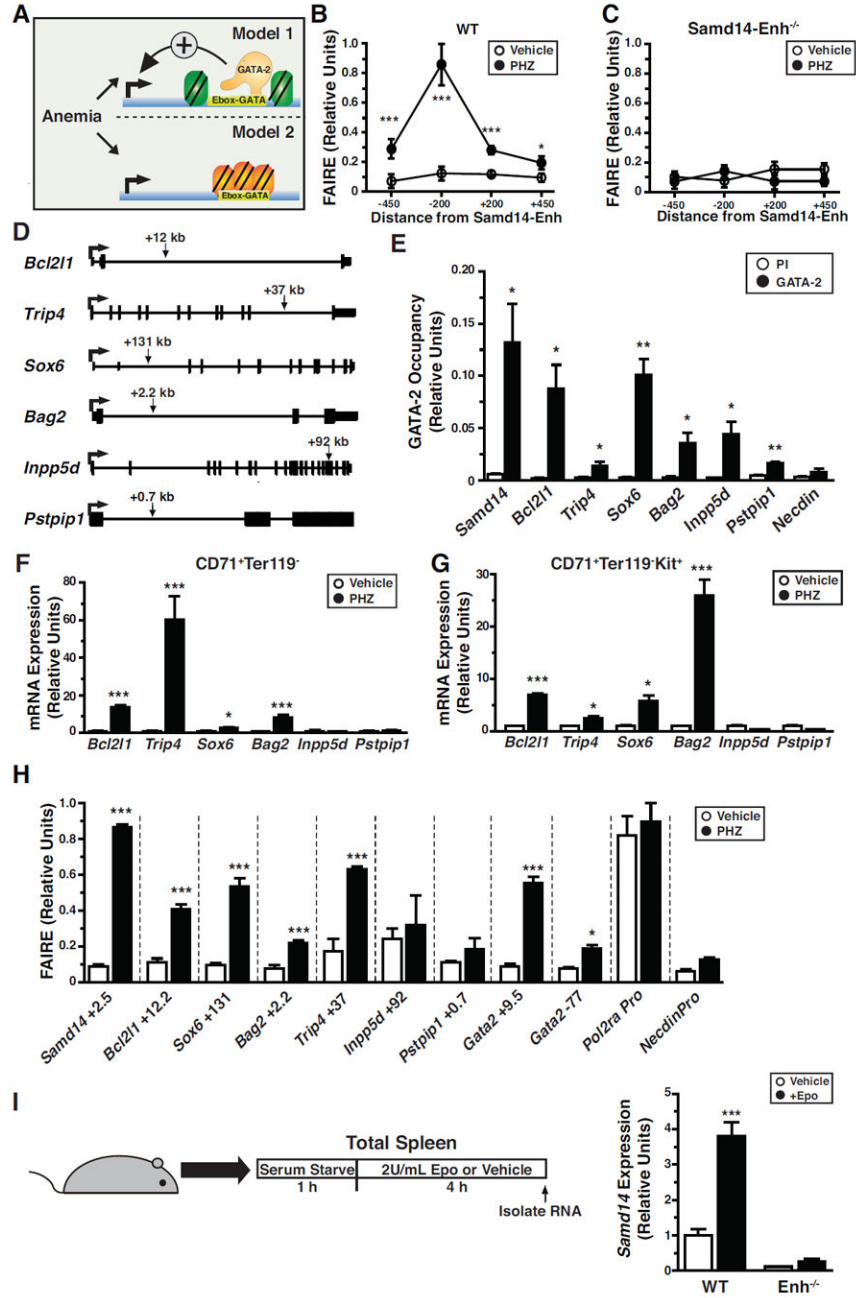 A
Model 1
+
GATA-2
Ebox-GATA
Anemia
Model 2
Ebox-GATA
B
WT
FAIRE (Relative Units)
1.0
0.8
0.6
0.4
0.2
0
Vehicle
PHZ
***
***
***
*
-450
-200
+200
+450
Distance from Samd14-Enh
C
Samd14-Enh-/-
FAIRE (Relative Units)
1.0
0.8
0.6
0.4
0.2
0
Vehicle
PHZ
-450
-200
+200
+450
Distance from Samd14-Enh
D
+12 kb
Bcl2l1
+37 kb
Trip4
+131 kb
Sox6
+2.2 kb
Bag2
+92 kb
Inpp5d
+0.7 kb
Pstpip1
E
PI
GATA-2
GATA-2 Occupancy
(Relative Units)
0.20
0.15
0.10
0.05
0
*
*
*
**
*
*
**
Samd14
Bcl2l1
Trip4
Sox6
Bag2
Inpp5d
Pstpip1
Necdin
F
CD71+Ter119-
mRNA Expression
(Relative Units)
80
60
40
20
0
Vehicle
PHZ
***
***
*
***
Bcl2l1
Trip4
Sox6
Bag2
Inpp5d
Pstpip1
G
CD71+Ter119-Kit+
mRNA Expression
(Relative Units)
30
20
10
0
Vehicle
PHZ
***
*
*
***
Bcl2l1
Trip4
Sox6
Bag2
Inpp5d
Pstpip1
H
FAIRE (Relative Units)
1.0
0.8
0.6
0.4
0.2
0
Vehicle
PHZ
***
***
***
***
***
***
*
Samd14 +2.5
Bcl2l1 +12.2
Sox6 +131
Bag2 +2.2
Trip4 +37
Inpp5d +92
Pstpip1 +0.7
Gata2 +9.5
Gata2 -77
Pol2ra Pro
NecdinPro
I
Total Spleen
Serum Starve
2U/mL Epo or Vehicle
1 h
4 h
Isolate RNA
Samd14 Expression
(Relative Units)
5
4
3
2
1
0
Vehicle
+Epo
***
WT
Enh-/-